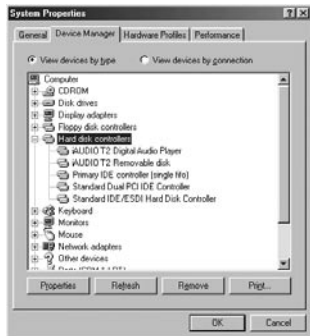 System Properties
General
Device Manager
Hardware Profiles
Performance
View devices by type
View devices by connection
Computer
CDROM
Disk drives
Display adapters
Floppy disk controllers
Hard disk controllers
iAUDIO T2 Digital Audio Player
iAUDIO T2 Removable disk
Primary IDE controller (single fifo)
Standard Dual PCI IDE Controller
Standard IDE/ESDI Hard Disk Controller
Keyboard
Monitors
Mouse
Network adapters
Other devices
Properties
Refresh
Remove
Print...
OK
Cancel